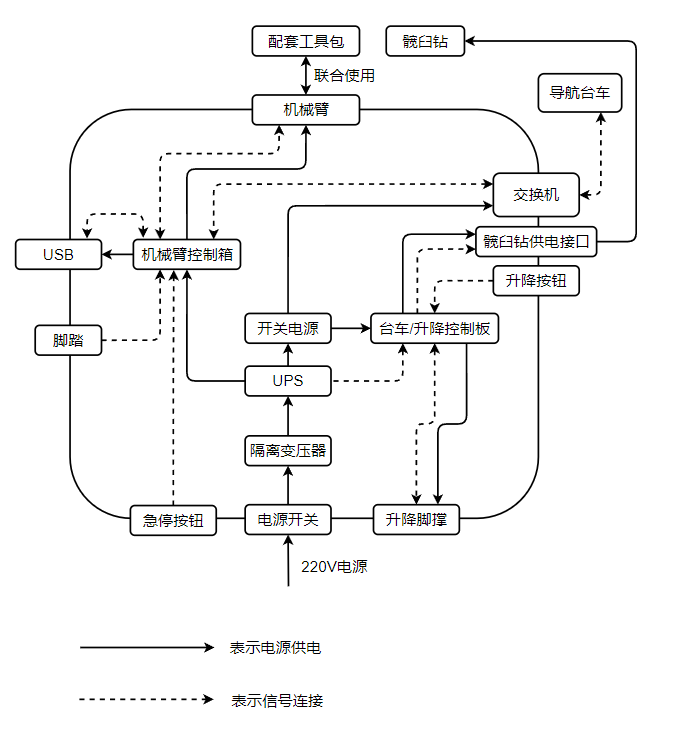 配套工具包
髋臼钻
联合使用
导航台车
机械臂
交换机
髋臼钻供电接口
USB
机械臂控制箱
升降按钮
开关电源
台车/升降控制板
脚踏
UPS
隔离变压器
急停按钮
电源开关
升降脚撑
220V电源
表示电源供电
表示信号连接